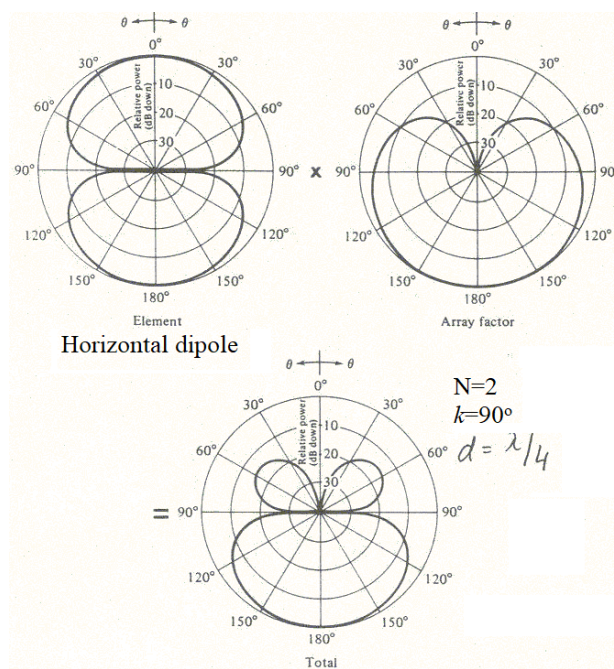 θ θ
0°
30° 30°
60° 60°
90° 90°
120° 120°
150° 150°
180°
Relative power
(dB down)
10
20
30
Element
Horizontal dipole
x
θ θ
0°
30° 30°
60° 60°
90° 90°
120° 120°
150° 150°
180°
Relative power
(dB down)
10
20
30
Array factor
=
θ θ
0°
30° 30°
60° 60°
90° 90°
120° 120°
150° 150°
180°
Relative power
(dB down)
10
20
30
Total
N=2
k=90°
d = λ/4